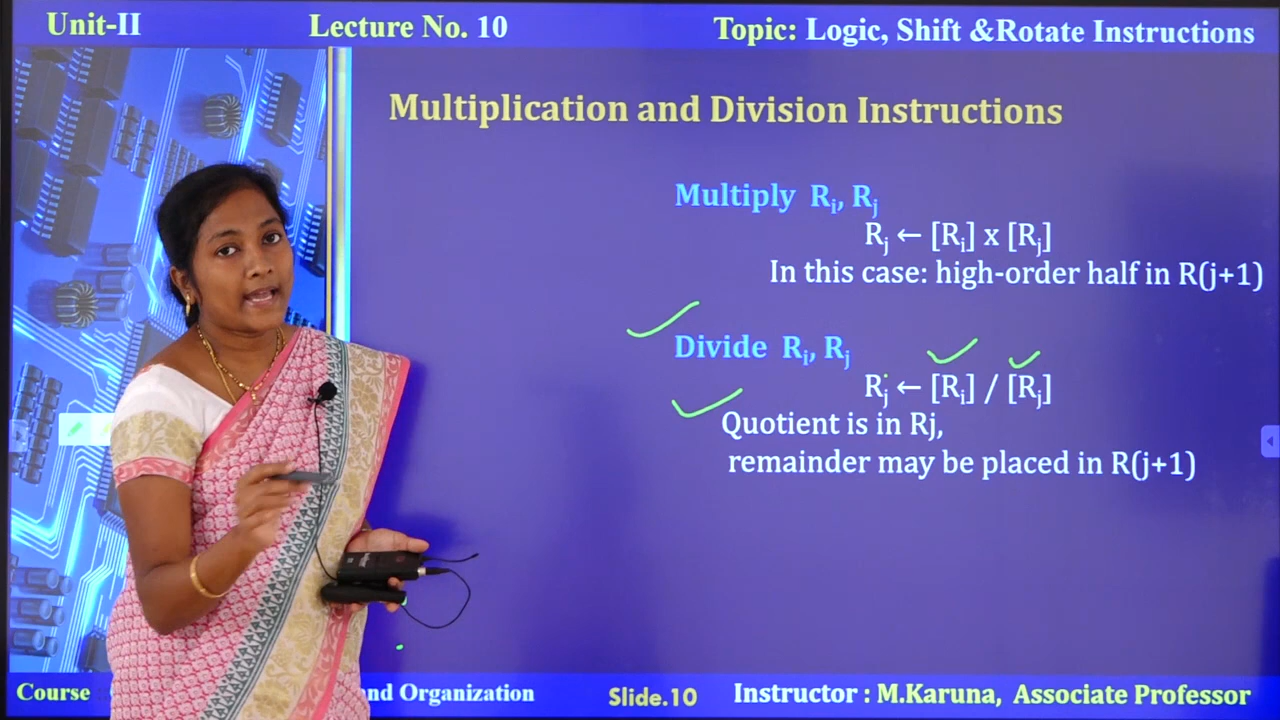 Unit-II
Lecture No. 10
Topic: Logic, Shift &Rotate Instructions
Multiplication and Division Instructions
Multiply Ri, Rj
Rj ← [Ri] x [Rj]
In this case: high-order half in R(j+1)
Divide Ri, Rj
Rj ← [Ri] / [Rj]
Quotient is in Rj,
remainder may be placed in R(j+1)
Course
and Organization
Slide.10
Instructor : M.Karuna, Associate Professor